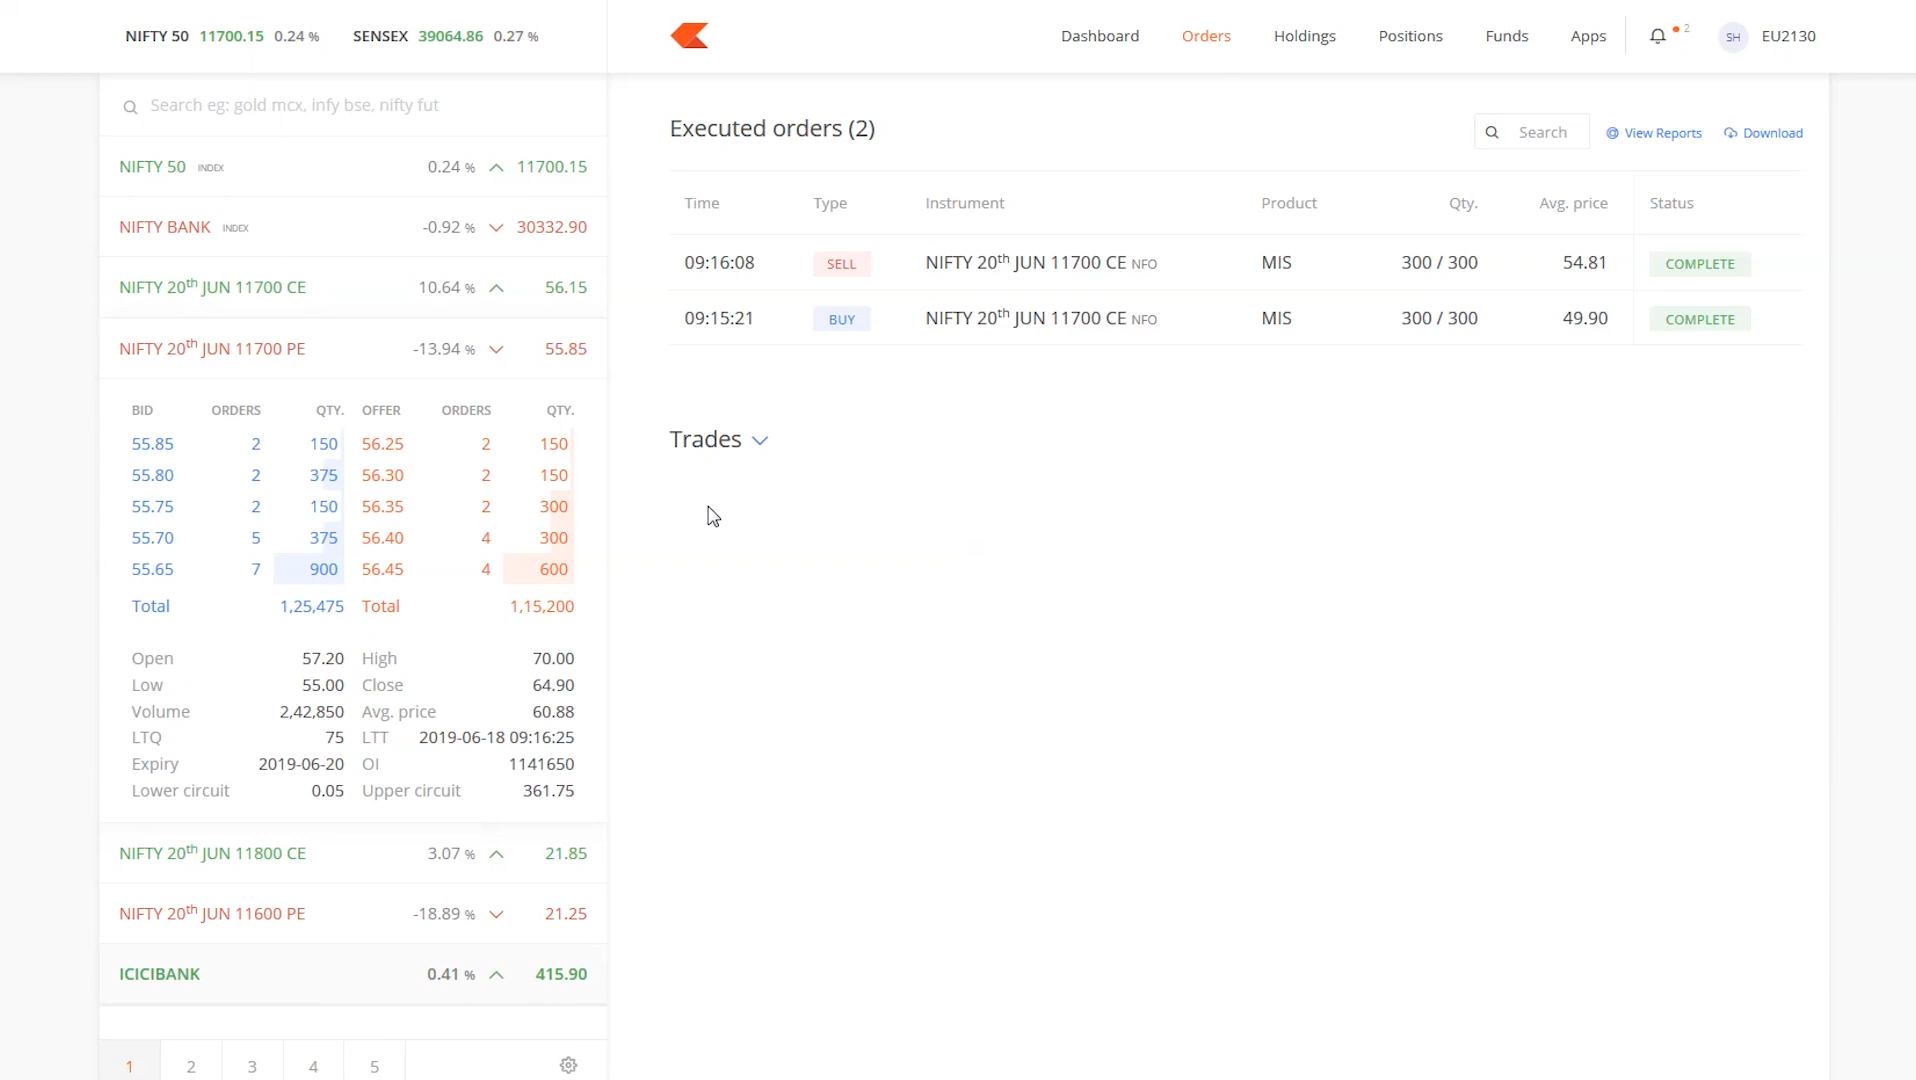 NIFTY 50 11700.15 0.24 % SENSEX 39064.86 0.27 %
Dashboard Orders Holdings Positions Funds Apps 2 SH EU2130
Search eg: gold mcx, infy bse, nifty fut
NIFTY 50 INDEX 0.24 % 11700.15
NIFTY BANK INDEX -0.92 % 30332.90
NIFTY 20th JUN 11700 CE 10.64 % 56.15
NIFTY 20th JUN 11700 PE -13.94 % 55.85
BID ORDERS QTY. OFFER ORDERS QTY.
55.85 2 150 56.25 2 150
55.80 2 375 56.30 2 150
55.75 2 150 56.35 2 300
55.70 5 375 56.40 4 300
55.65 7 900 56.45 4 600
Total 1,25,475 Total 1,15,200
Open 57.20 High 70.00
Low 55.00 Close 64.90
Volume 2,42,850 Avg. price 60.88
LTQ 75 LTT 2019-06-18 09:16:25
Expiry 2019-06-20 OI 1141650
Lower circuit 0.05 Upper circuit 361.75
NIFTY 20th JUN 11800 CE 3.07 % 21.85
NIFTY 20th JUN 11600 PE -18.89 % 21.25
ICICIBANK 0.41 % 415.90
1 2 3 4 5
Executed orders (2)
Search View Reports Download
Time Type Instrument Product Qty. Avg. price Status
09:16:08 SELL NIFTY 20th JUN 11700 CE NFO MIS 300 / 300 54.81 COMPLETE
09:15:21 BUY NIFTY 20th JUN 11700 CE NFO MIS 300 / 300 49.90 COMPLETE
Trades